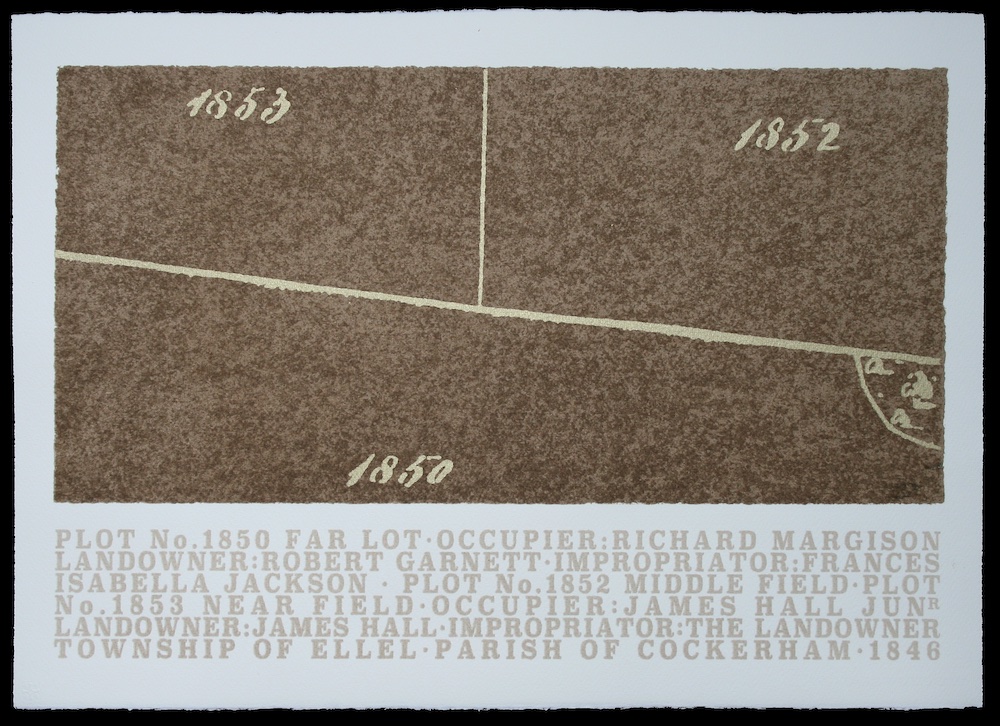 1853
1852
1850
PLOT No.1850 FAR LOT·OCCUPIER:RICHARD MARGISON
LANDOWNER:ROBERT GARNETT·IMPROPRIATOR:FRANCES
ISABELLA JACKSON · PLOT No.1852 MIDDLE FIELD·PLOT
No.1853 NEAR FIELD·OCCUPIER:JAMES HALL JUNᴿ
LANDOWNER:JAMES HALL·IMPROPRIATOR:THE LANDOWNER
TOWNSHIP OF ELLEL·PARISH OF COCKERHAM·1846